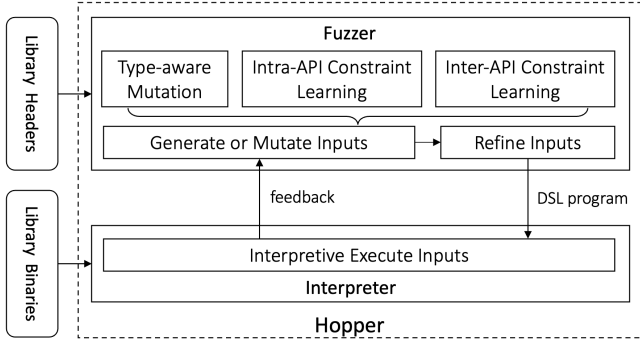 Library Headers
Fuzzer
Type-aware
Mutation
Intra-API Constraint
Learning
Inter-API Constraint
Learning
Generate or Mutate Inputs
Refine Inputs
feedback
DSL program
Library Binaries
Interpretive Execute Inputs
Interpreter
Hopper